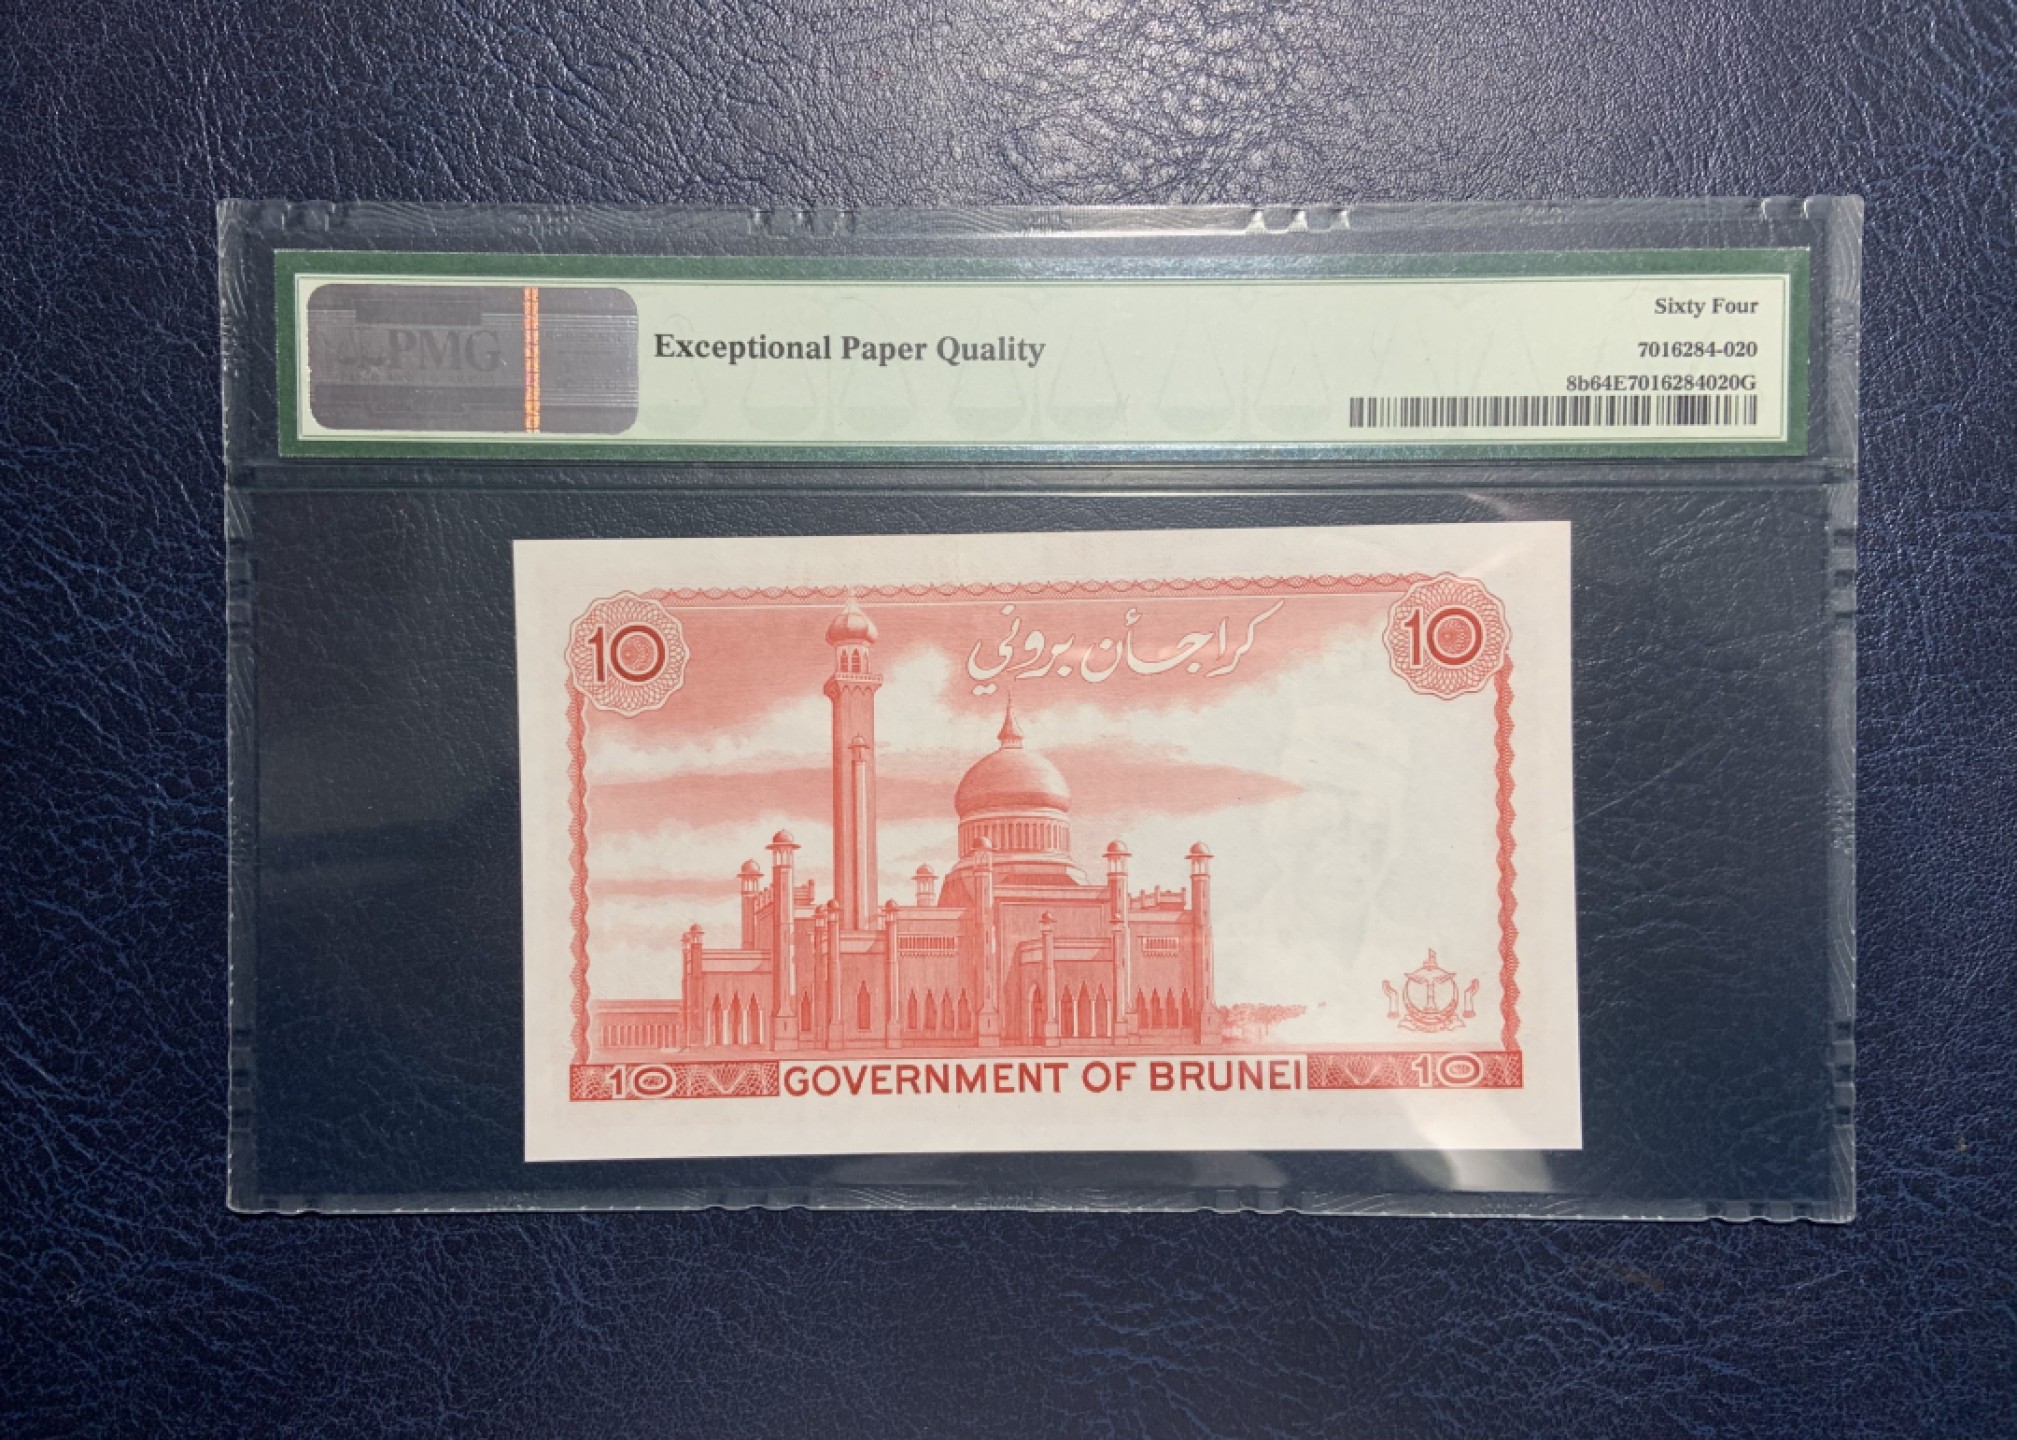 PMG
Exceptional Paper Quality
Sixty Four
7016284-020
8b64E7016284020G
10
كراجأن بروني
10
10
GOVERNMENT OF BRUNEI
10